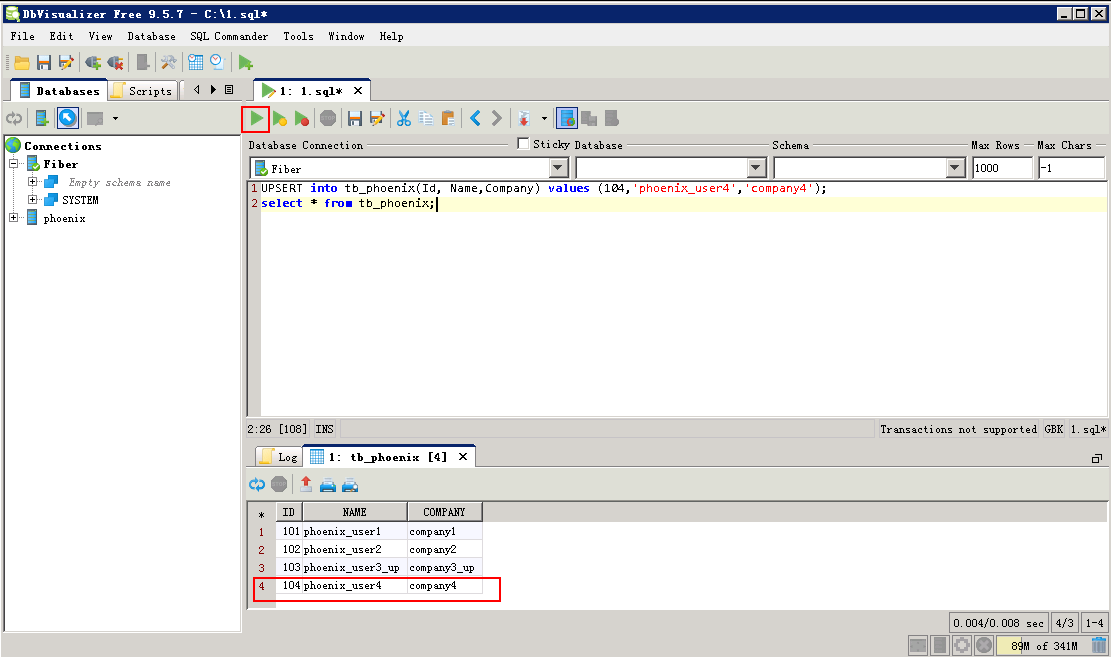 DbVisualizer Free 9.5.7 - C:\1.sql*
File Edit View Database SQL Commander Tools Window Help
Databases Scripts
1: 1.sql*
Connections
Fiber
Empty schema name
SYSTEM
phoenix
Database Connection Sticky Database Schema Max Rows Max Chars
Fiber 1000 -1
1 UPSERT into tb_phoenix(Id, Name,Company) values (104,'phoenix_user4','company4');
2 select * from tb_phoenix;
2:26 [108] INS Transactions not supported GBK 1.sql*
Log 1: tb_phoenix [4]
* ID NAME COMPANY
1 101 phoenix_user1 company1
2 102 phoenix_user2 company2
3 103 phoenix_user3_up company3_up
4 104 phoenix_user4 company4
0.004/0.008 sec 4/3 1-4
89M of 341M